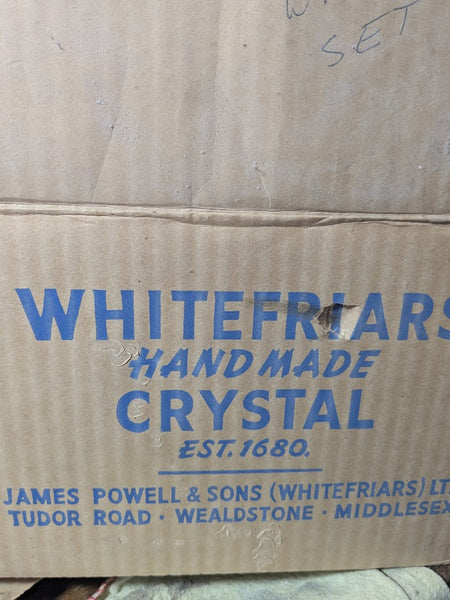 SET
WHITEFRIARS
HAND MADE
CRYSTAL
EST. 1680.
JAMES POWELL & SONS (WHITEFRIARS) LT
TUDOR ROAD · WEALDSTONE · MIDDLESEX